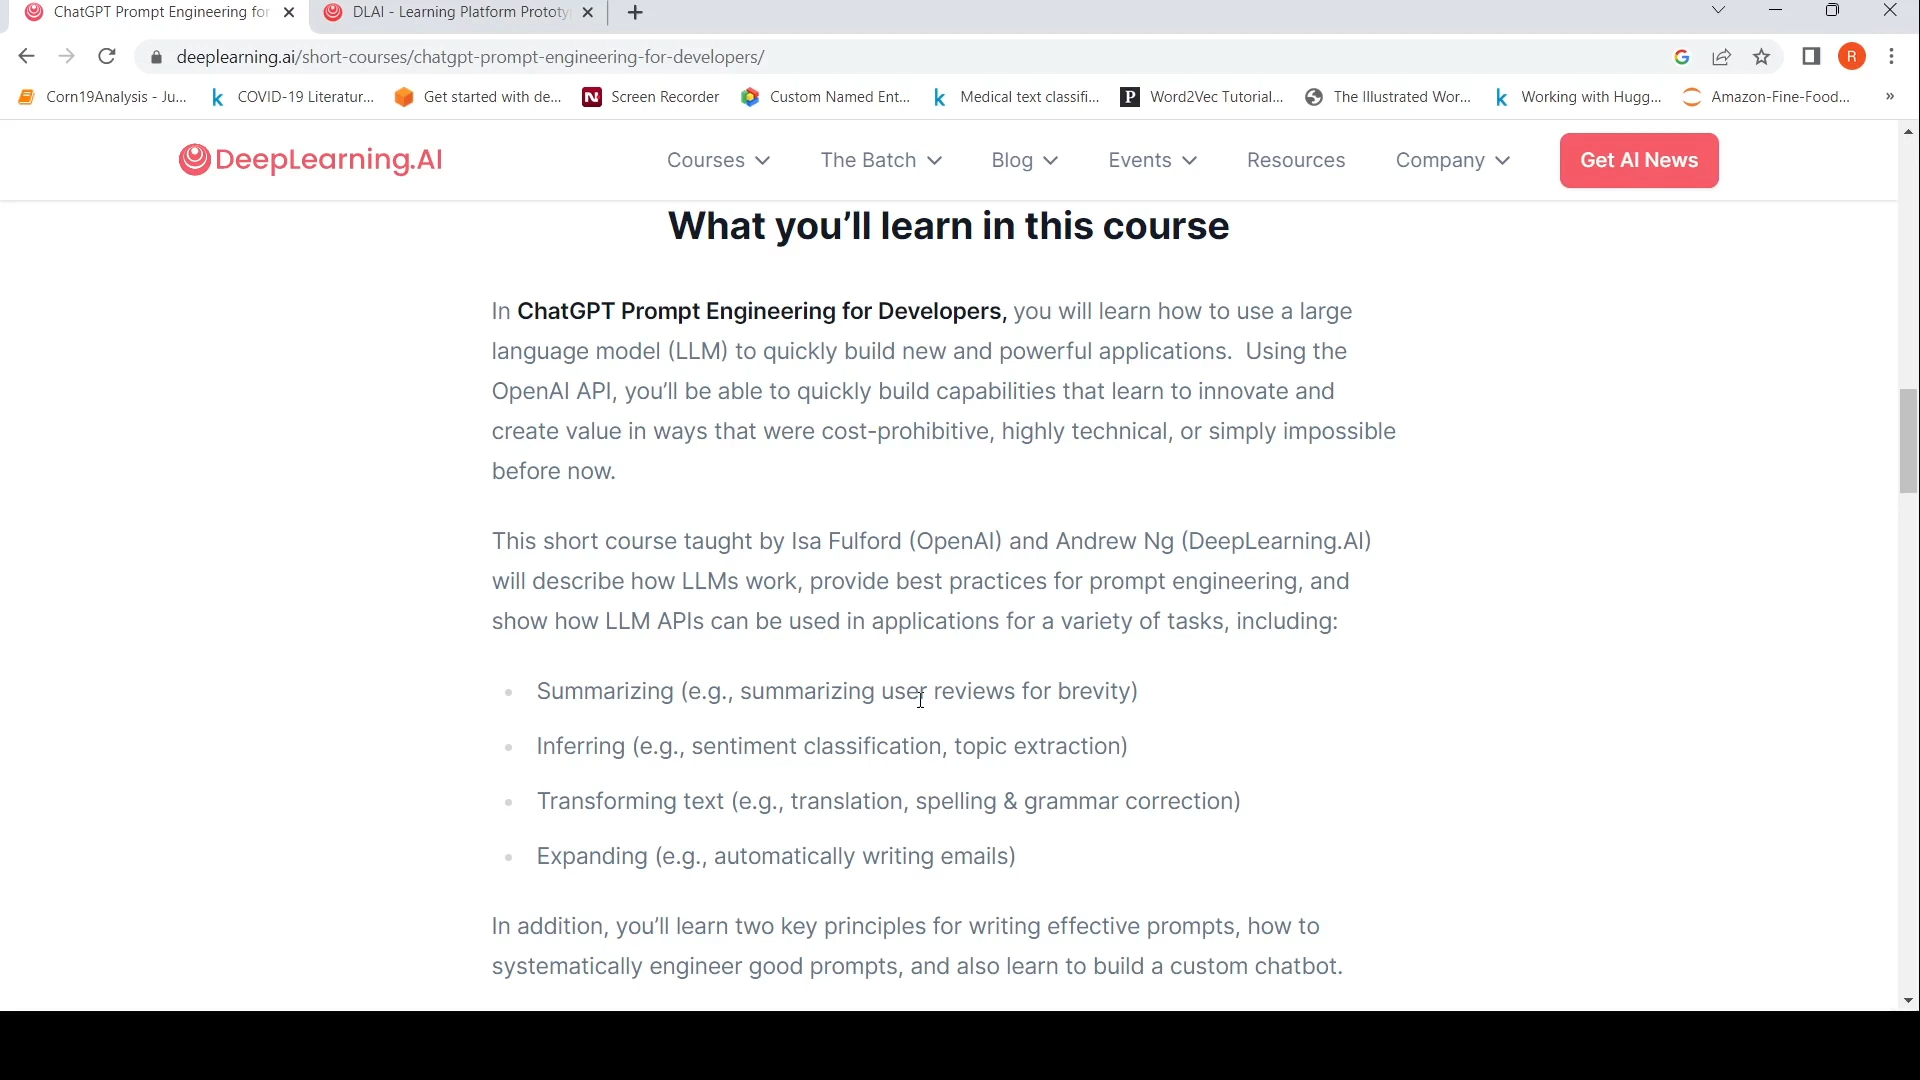 ChatGPT Prompt Engineering for
DLAI - Learning Platform Prototy
deeplearning.ai/short-courses/chatgpt-prompt-engineering-for-developers/
R
Corn19Analysis - Ju...
COVID-19 Literatur...
Get started with de...
N Screen Recorder
Custom Named Ent...
k Medical text classifi...
P Word2Vec Tutorial...
The Illustrated Wor...
k Working with Hugg...
Amazon-Fine-Food...
»
DeepLearning.AI
Courses
The Batch
Blog
Events
Resources
Company
Get AI News
What you’ll learn in this course
In ChatGPT Prompt Engineering for Developers, you will learn how to use a large
language model (LLM) to quickly build new and powerful applications.  Using the
OpenAI API, you’ll be able to quickly build capabilities that learn to innovate and
create value in ways that were cost-prohibitive, highly technical, or simply impossible
before now.
This short course taught by Isa Fulford (OpenAI) and Andrew Ng (DeepLearning.AI)
will describe how LLMs work, provide best practices for prompt engineering, and
show how LLM APIs can be used in applications for a variety of tasks, including:
• Summarizing (e.g., summarizing user reviews for brevity)
• Inferring (e.g., sentiment classification, topic extraction)
• Transforming text (e.g., translation, spelling & grammar correction)
• Expanding (e.g., automatically writing emails)
In addition, you’ll learn two key principles for writing effective prompts, how to
systematically engineer good prompts, and also learn to build a custom chatbot.